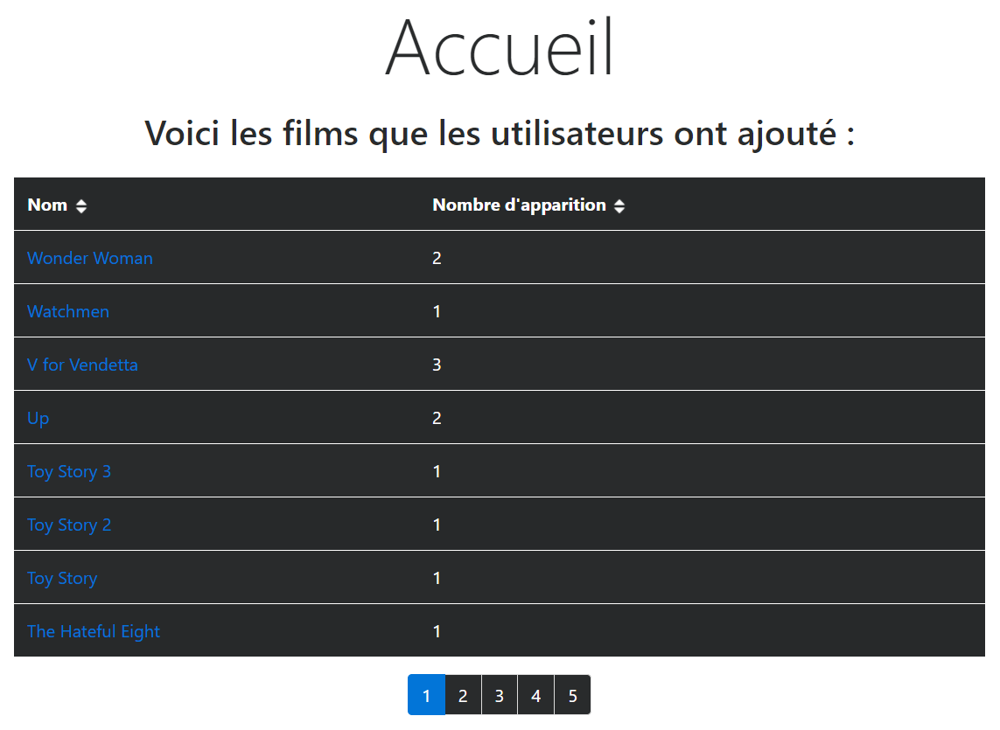 Accueil
Voici les films que les utilisateurs ont ajouté :
Nom Nombre d'apparition
Wonder Woman 2
Watchmen 1
V for Vendetta 3
Up 2
Toy Story 3 1
Toy Story 2 1
Toy Story 1
The Hateful Eight 1
1 2 3 4 5